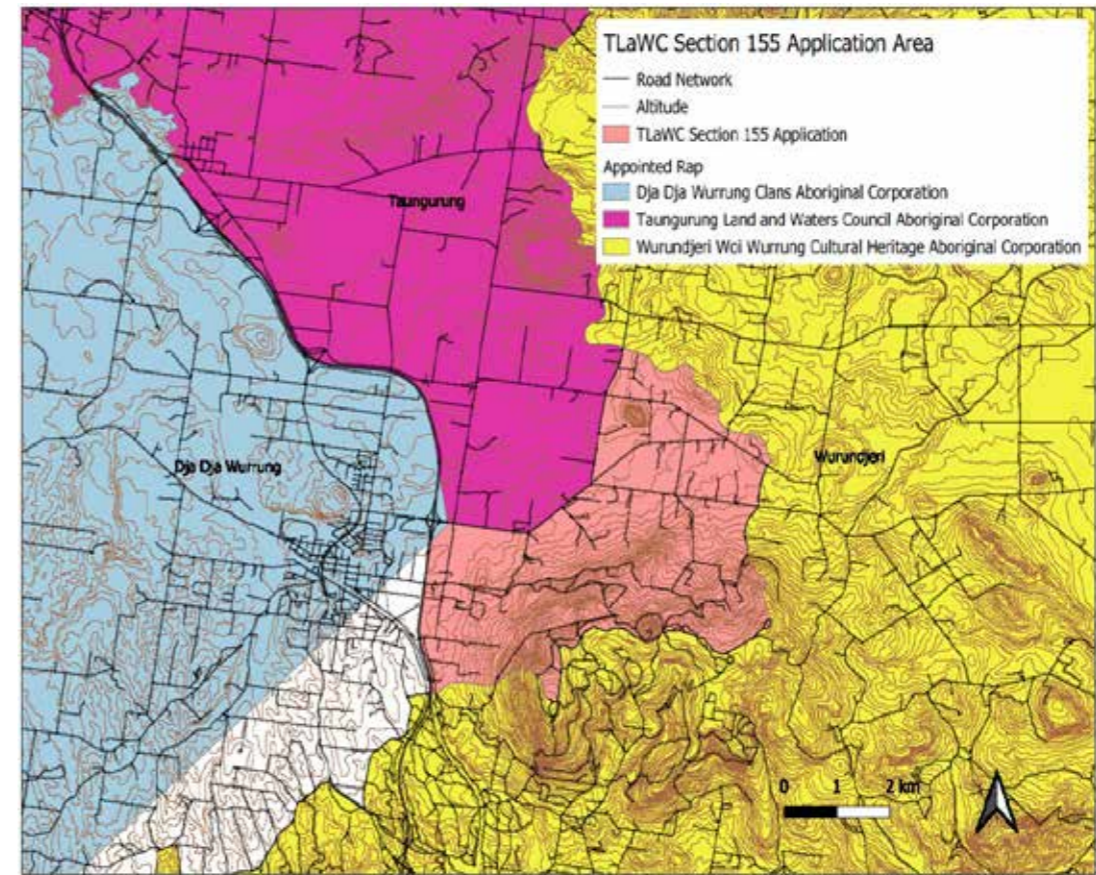 TLaWC Section 155 Application Area
Road Network
Altitude
TLaWC Section 155 Application
Appointed Rap
Dja Dja Wurrung Clans Aboriginal Corporation
Taungurung Land and Waters Council Aboriginal Corporation
Wurundjeri Woi Wurrung Cultural Heritage Aboriginal Corporation
Taungurung
Wurundjeri
Dja Dja Wurrung
0 1 2 km